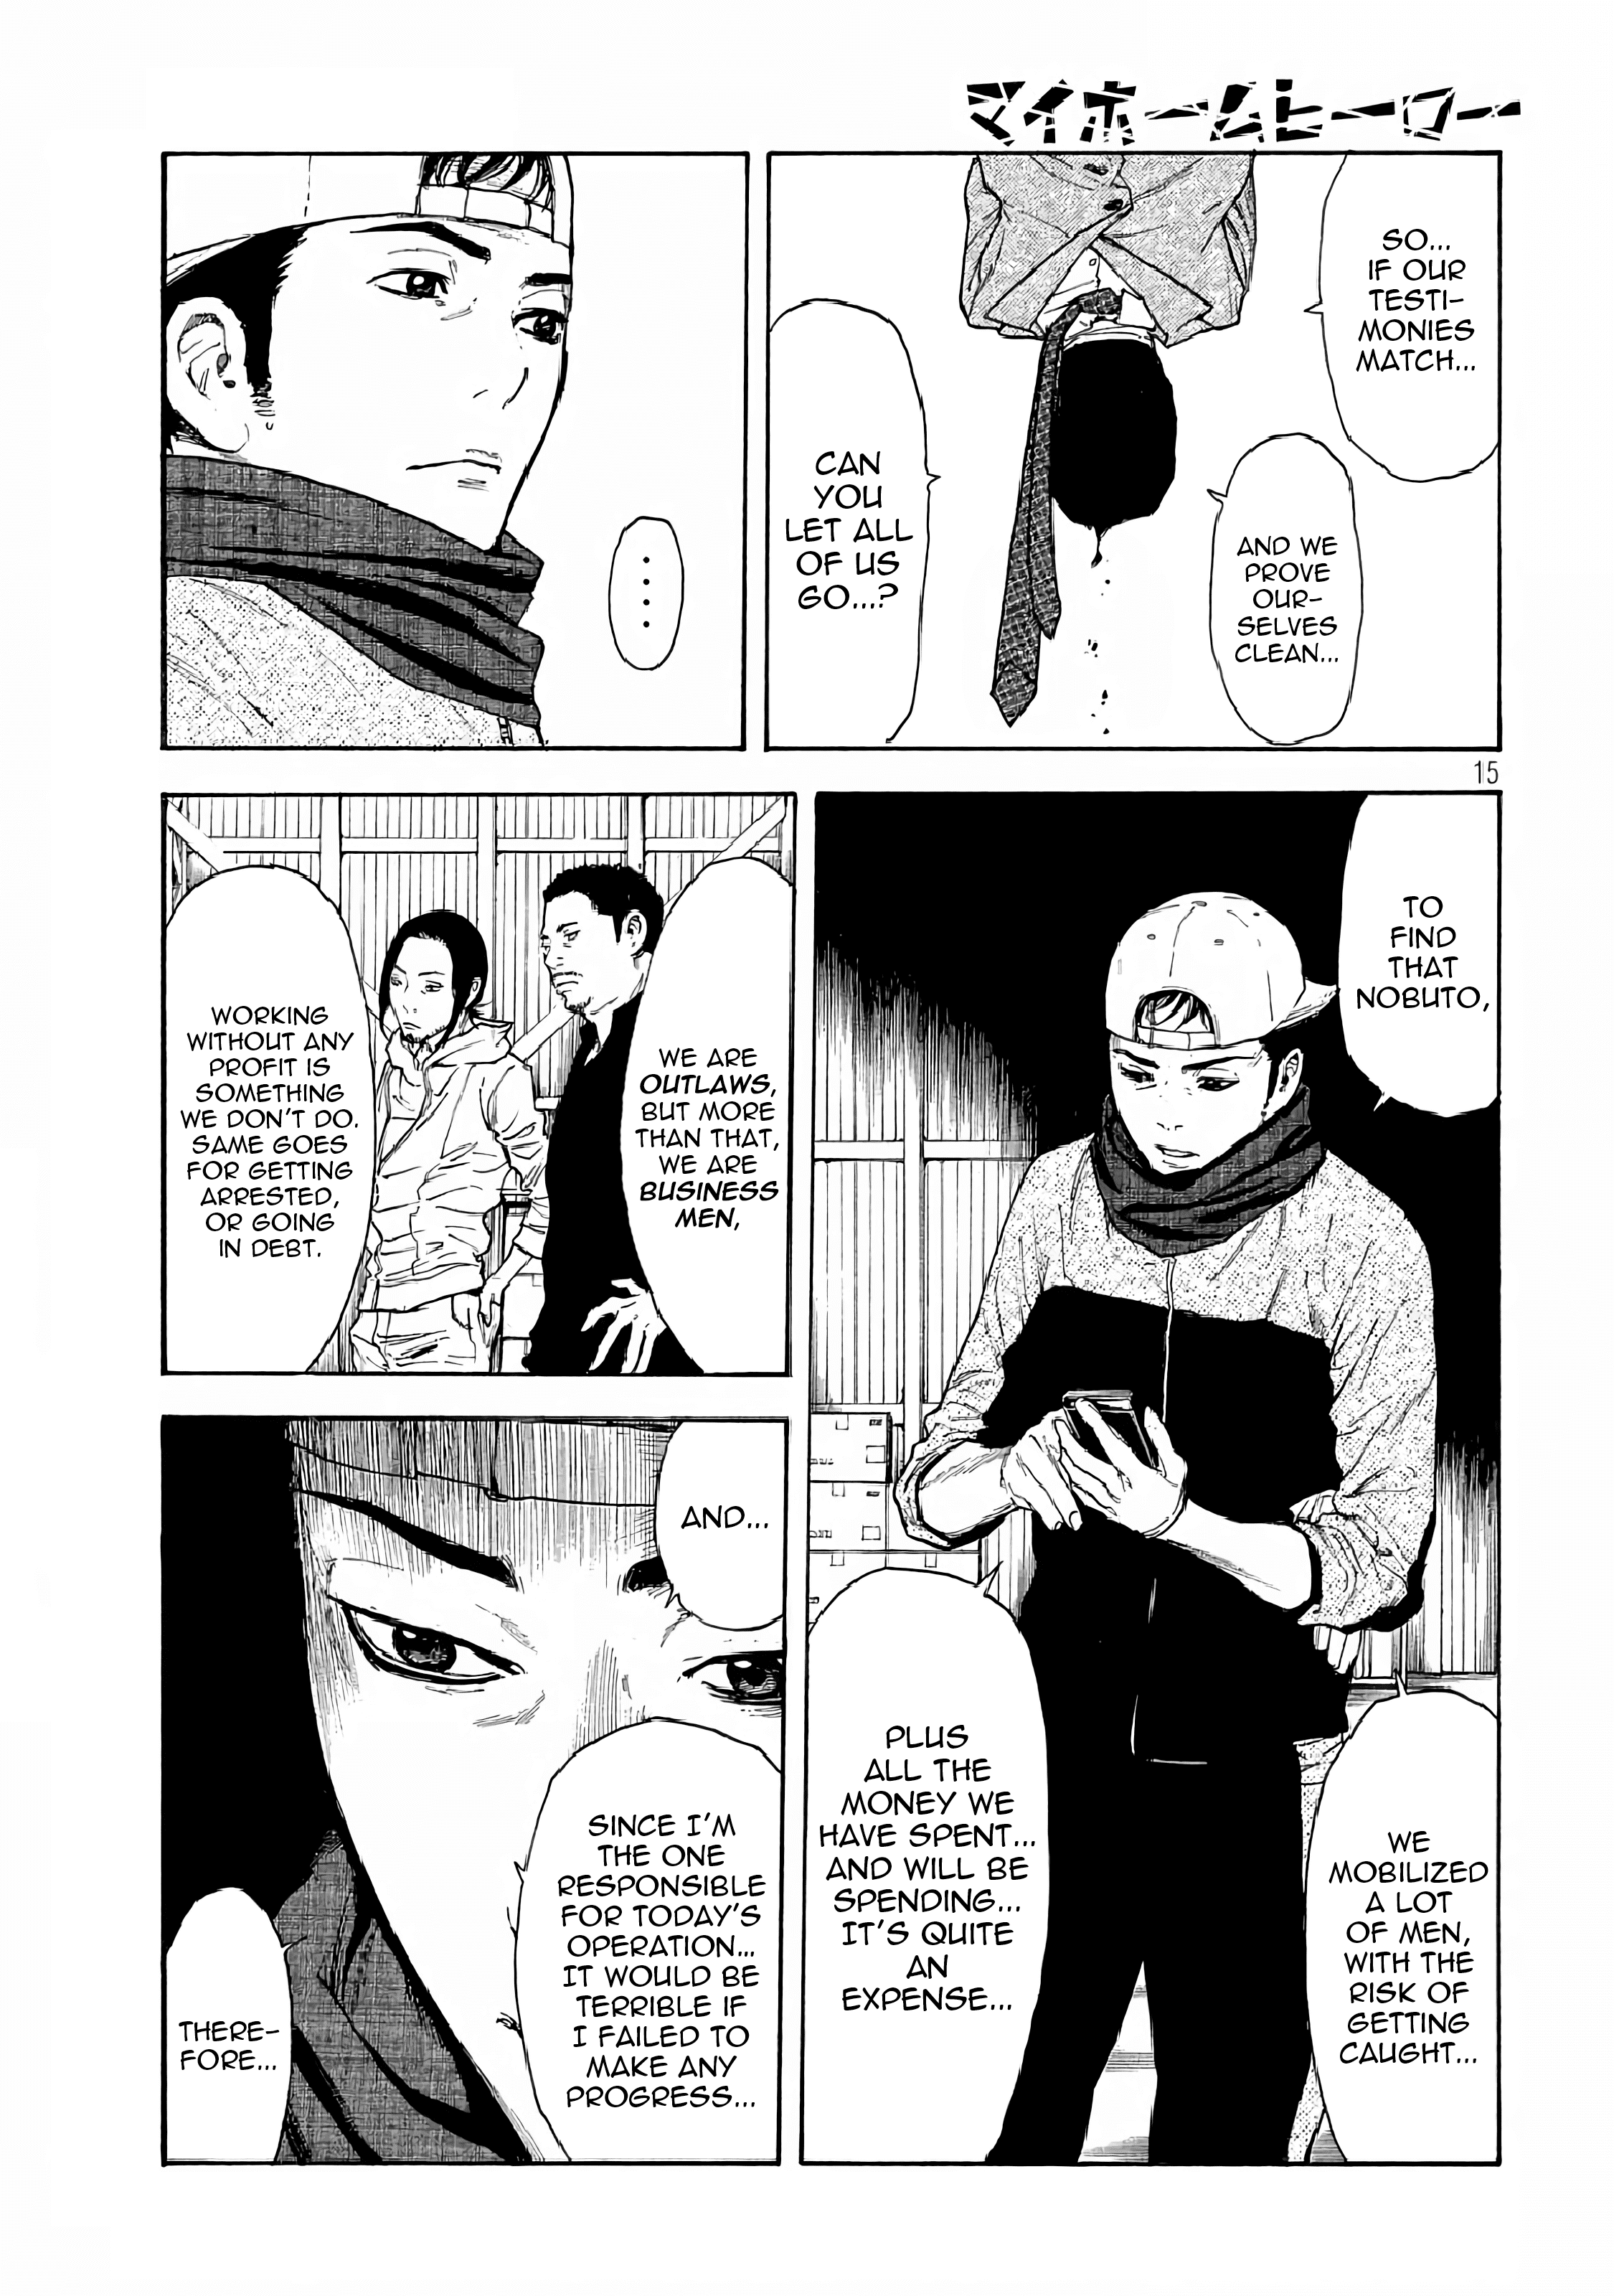 マイホームヒーロー
SO...
IF OUR
TESTI-
MONIES
MATCH...
AND WE
PROVE
OUR-
SELVES
CLEAN...
CAN
YOU
LET ALL
OF US
GO...?
....
15
TO
FIND
THAT
NOBUTO,
WE
MOBILIZED
A LOT
OF MEN,
WITH THE
RISK OF
GETTING
CAUGHT...
PLUS
ALL THE
MONEY WE
HAVE SPENT...
AND WILL BE
SPENDING...
IT'S QUITE
AN
EXPENSE...
WE ARE
OUTLAWS,
BUT MORE
THAN THAT,
WE ARE
BUSINESS
MEN,
WORKING
WITHOUT ANY
PROFIT IS
SOMETHING
WE DON'T DO.
SAME GOES
FOR GETTING
ARRESTED,
OR GOING
IN DEBT.
AND...
SINCE I'M
THE ONE
RESPONSIBLE
FOR TODAY'S
OPERATION...
IT WOULD BE
TERRIBLE IF
I FAILED TO
MAKE ANY
PROGRESS...
THERE-
FORE...